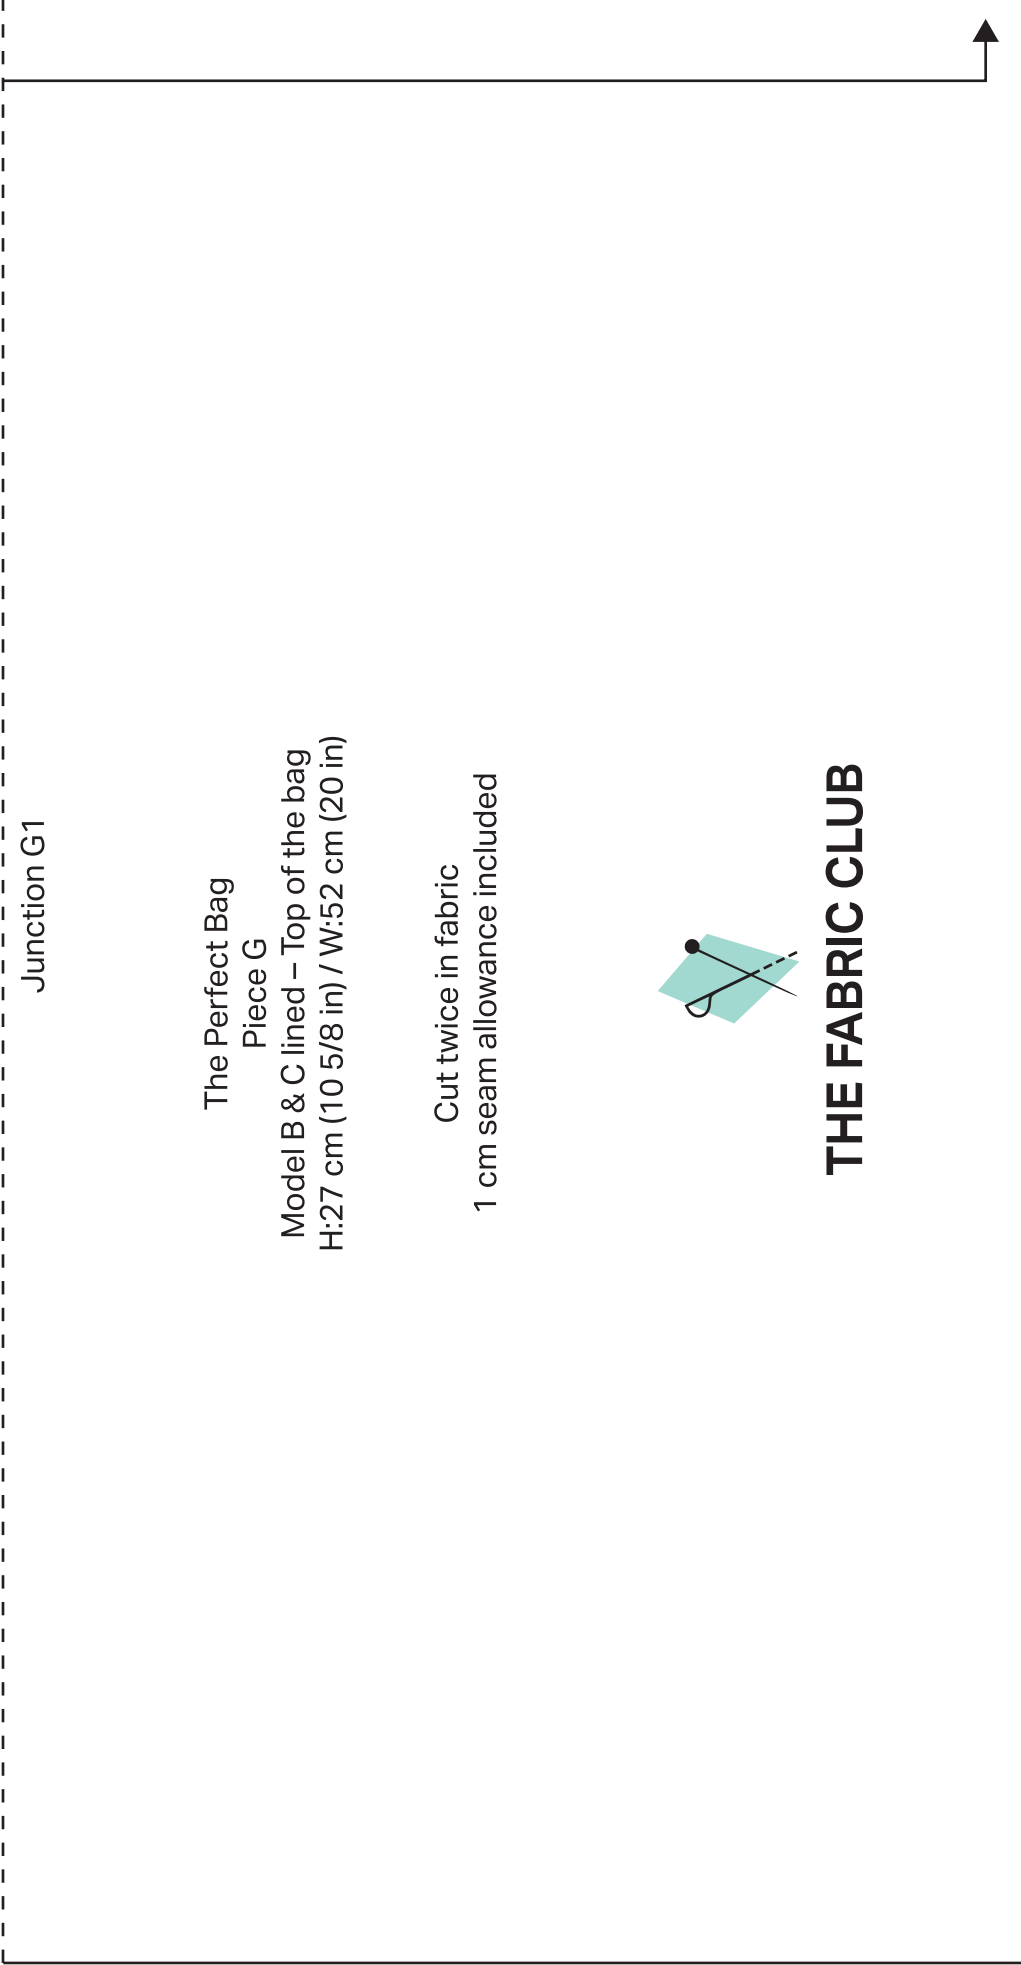 Junction G1
The Perfect Bag
Piece G
Model B & C lined – Top of the bag
H:27 cm (10 5/8 in) / W:52 cm (20 in)
Cut twice in fabric
1 cm seam allowance included
THE FABRIC CLUB